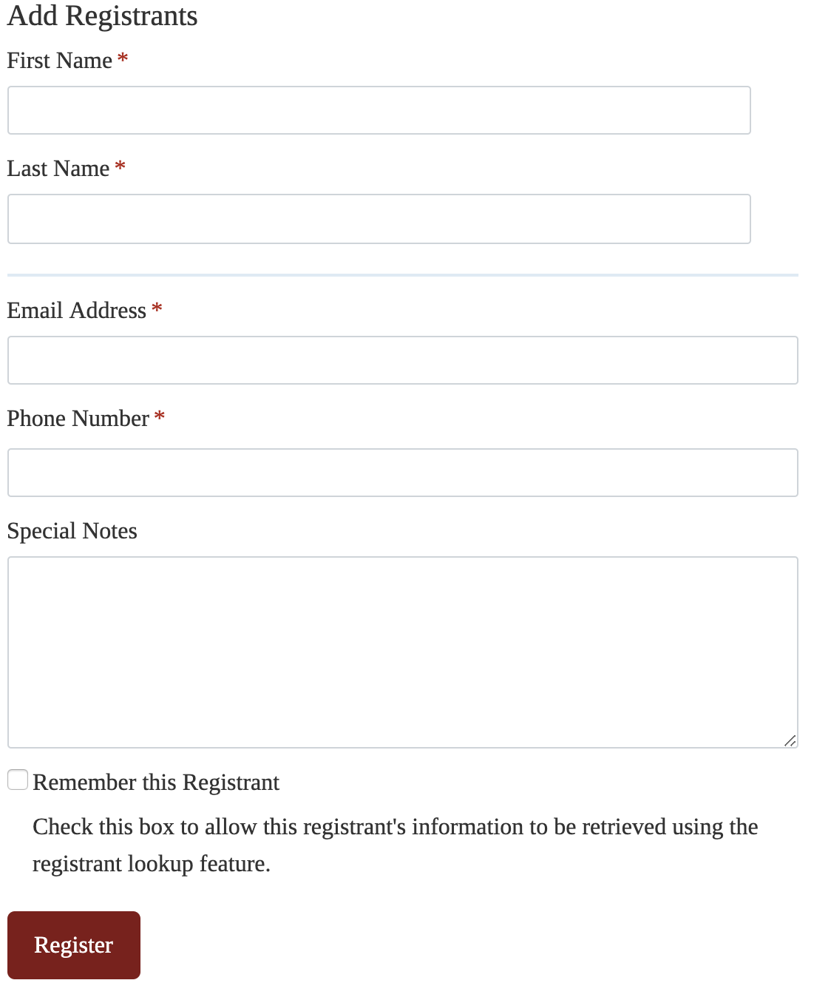 Add Registrants
First Name *
Last Name *
Email Address *
Phone Number *
Special Notes
Remember this Registrant
Check this box to allow this registrant's information to be retrieved using the
registrant lookup feature.
Register